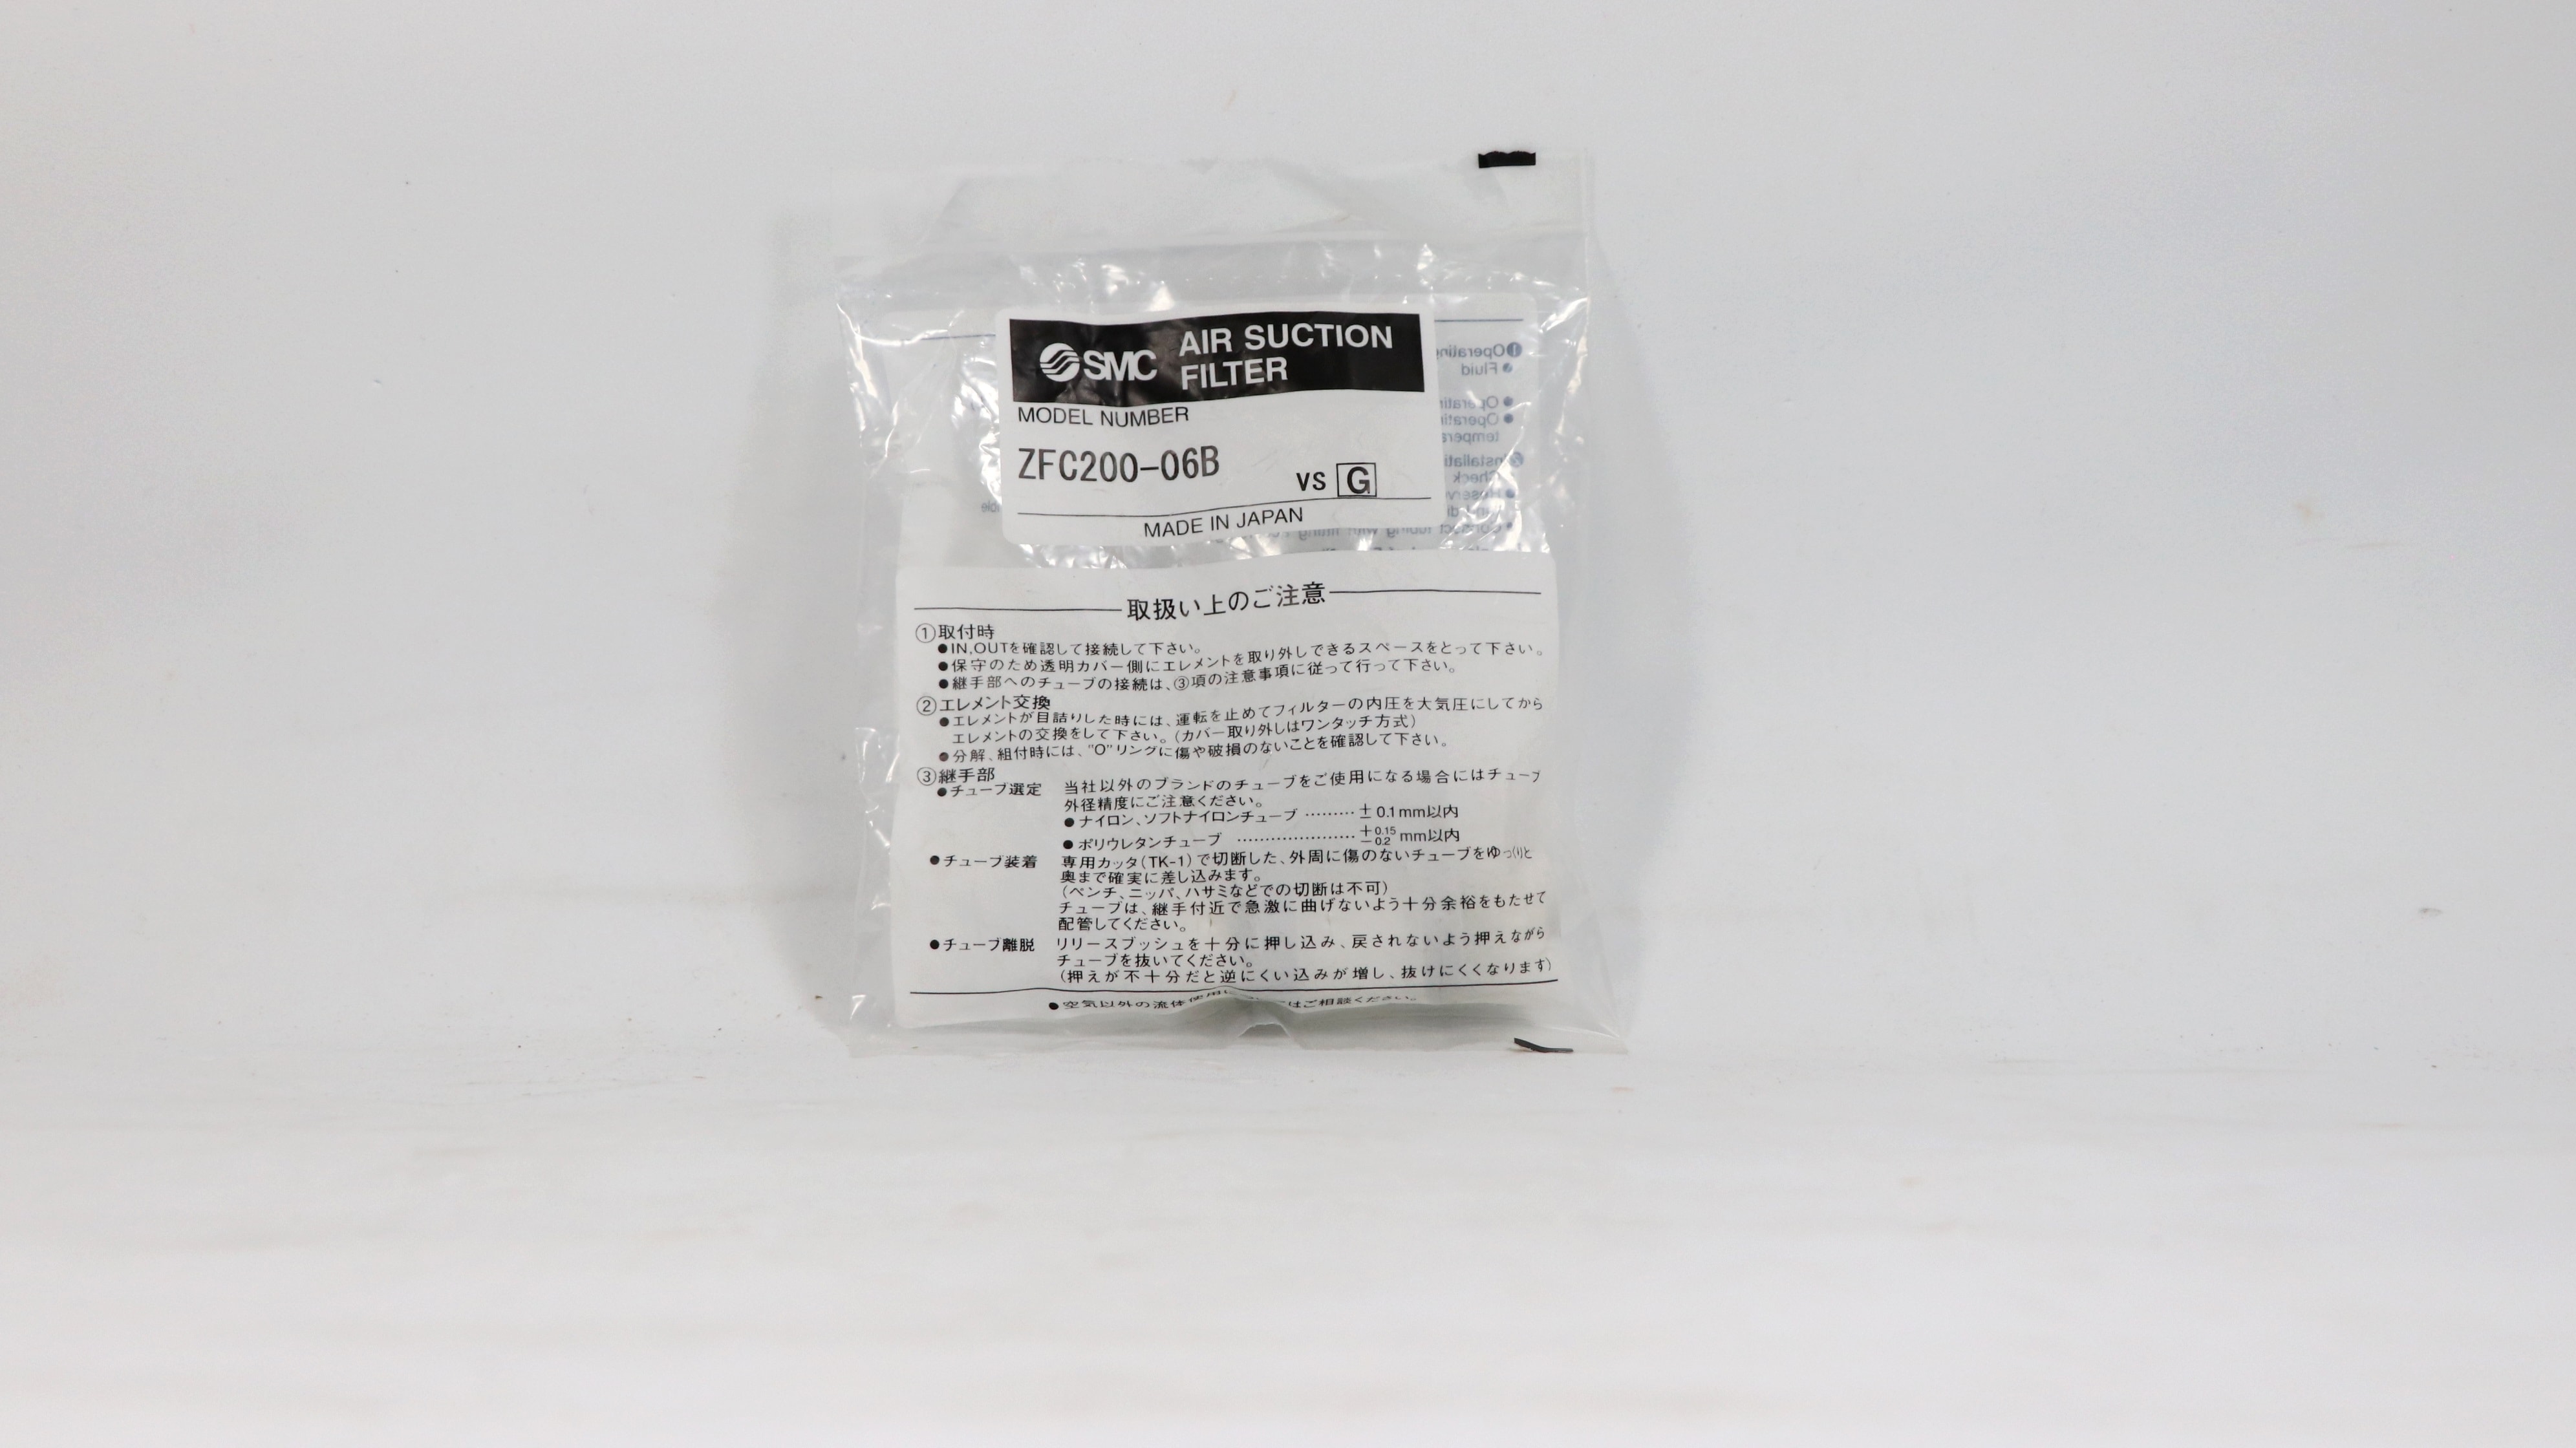 SMC AIR SUCTION
FILTER
MODEL NUMBER
ZFC200-06B
VS G
MADE IN JAPAN
Operating
Fluid
取扱い上のご注意
①取付時
●IN,OUTを確認して接続して下さい。
●保守のため透明カバー側にエレメントを取り外しできるスペースをとって下さい。
●継手部へのチューブの接続は、③項の注意事項に従って行って下さい。
②エレメント交換
●エレメントが目詰りした時には、運転を止めてフィルターの内圧を大気圧にしてから
エレメントの交換をして下さい。(カバー取り外しはワンタッチ方式)
●分解、組付時には、"O"リングに傷や破損のないことを確認して下さい。
③継手部
●チューブ選定 当社以外のブランドのチューブをご使用になる場合にはチューブ
外径精度にご注意ください。
●ナイロン、ソフトナイロンチューブ ……… ± 0.1mm以内
●ポリウレタンチューブ ………………… +0.15 −0.2 mm以内
●チューブ装着 専用カッタ(TK-1)で切断した、外周に傷のないチューブをゆっくりと
奥まで確実に差し込みます。
(ペンチ、ニッパ、ハサミなどでの切断は不可)
チューブは、継手付近で急激に曲げないよう十分余裕をもたせて
配管してください。
●チューブ離脱 リリースブッシュを十分に押し込み、戻されないよう押えながら
チューブを抜いてください。
(押えが不十分だと逆にくい込みが増し、抜けにくくなります)
●空気以外の流体使用 はご相談ください。